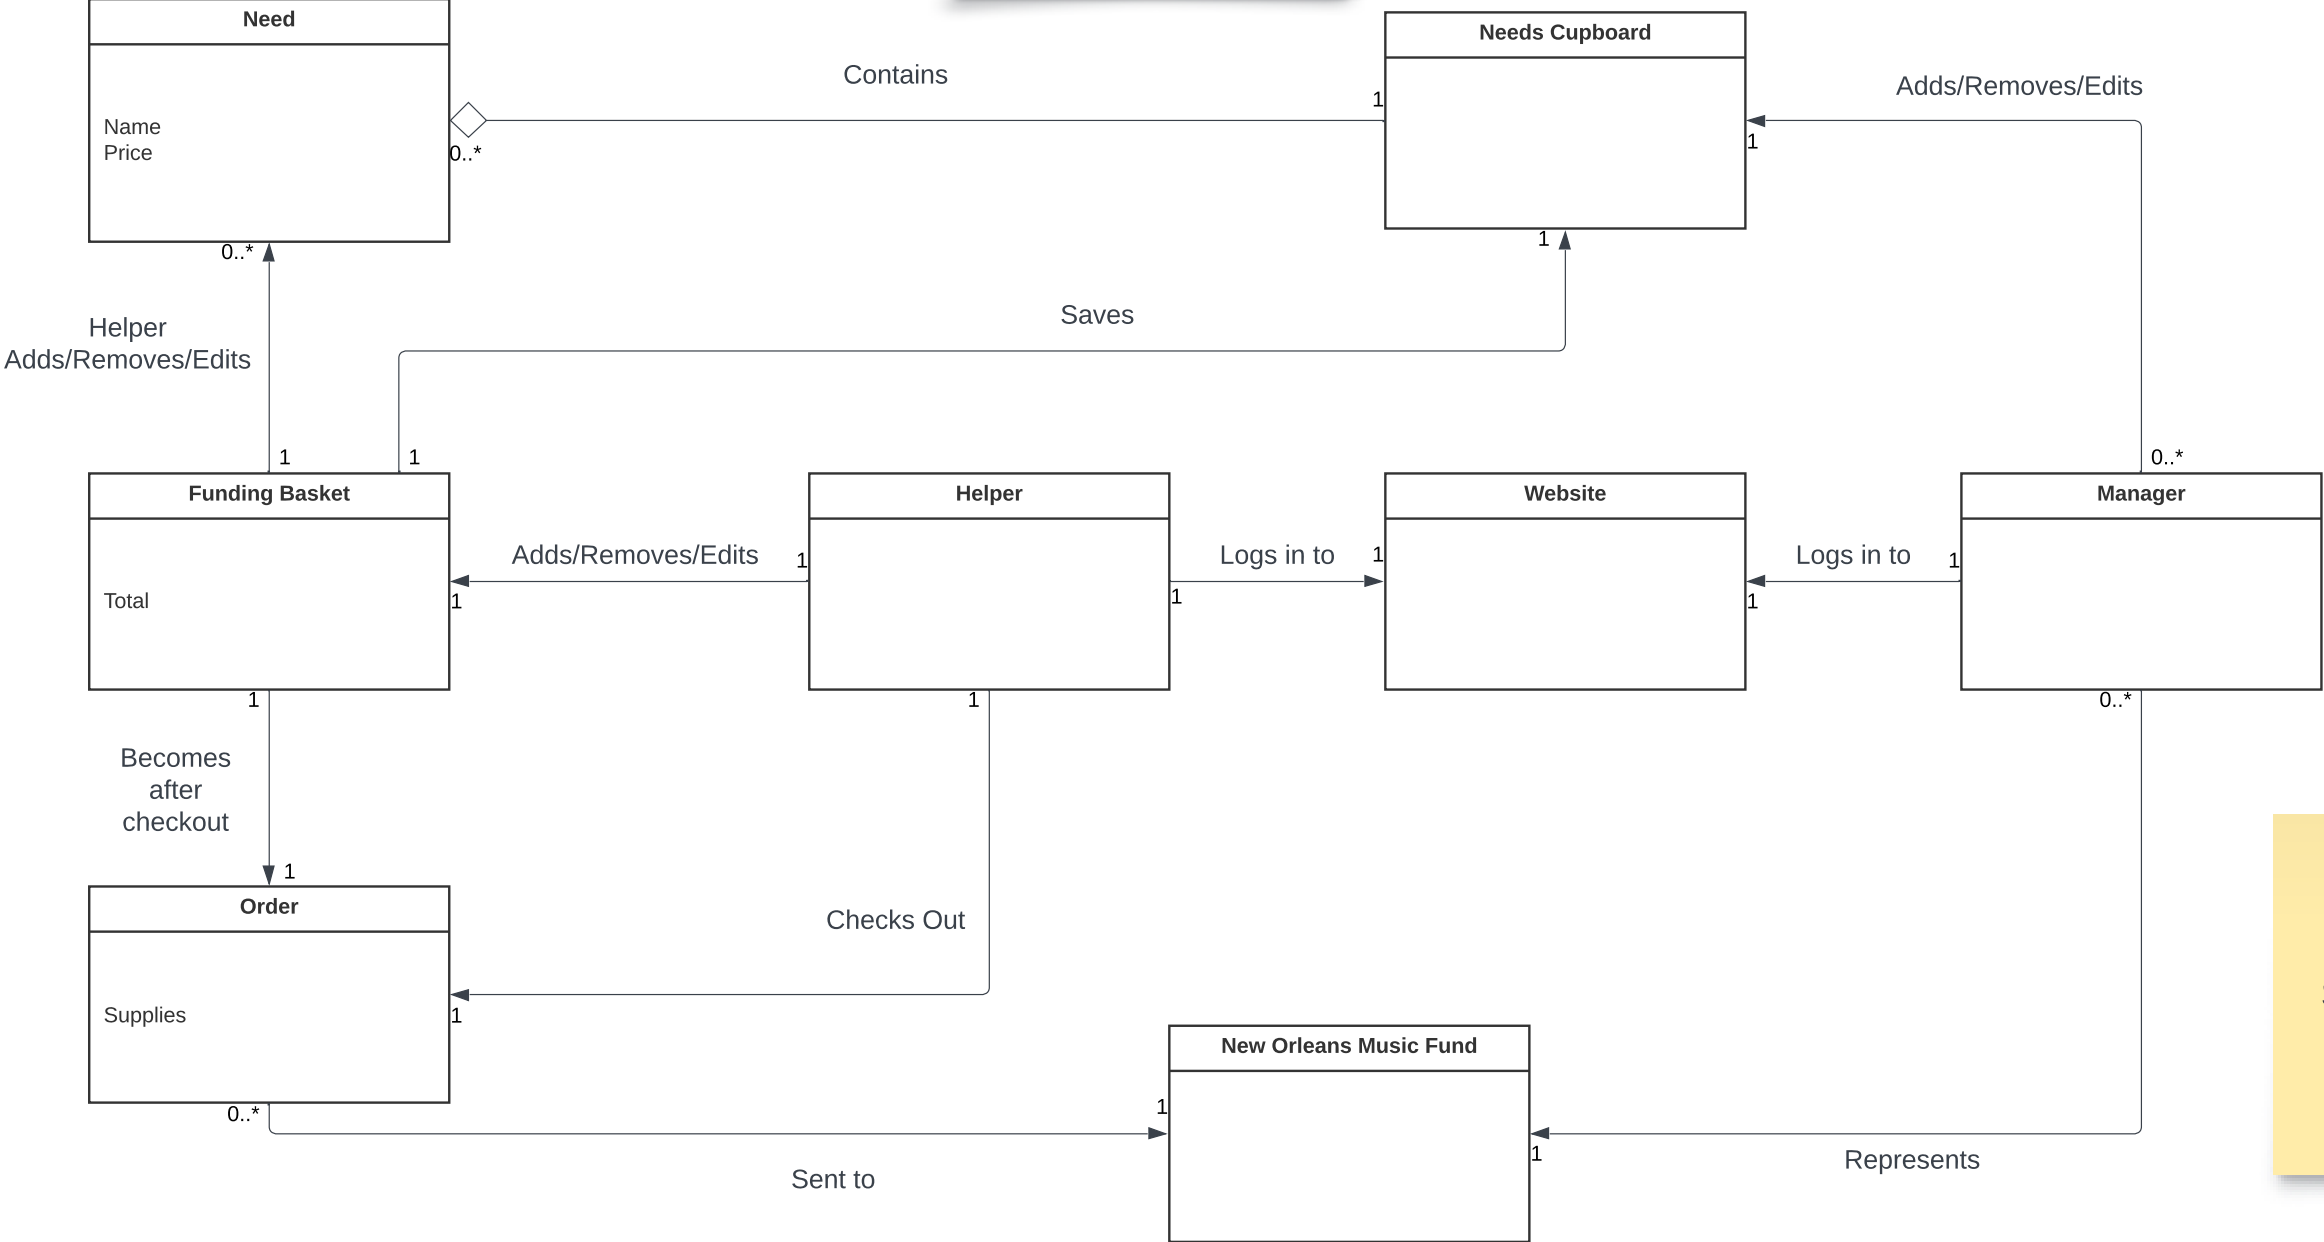 Need
Name
Price
0..*
Contains
1
Needs Cupboard
Adds/Removes/Edits
1
0..*
1
Helper
Adds/Removes/Edits
Saves
1
1
0..*
Funding Basket
Total
Adds/Removes/Edits
1
1
Helper
Logs in to
1
1
Website
Logs in to
1
1
Manager
1
1
0..*
Becomes
after
checkout
1
Order
Supplies
Checks Out
1
0..*
Sent to
1
New Orleans Music Fund
1
Represents